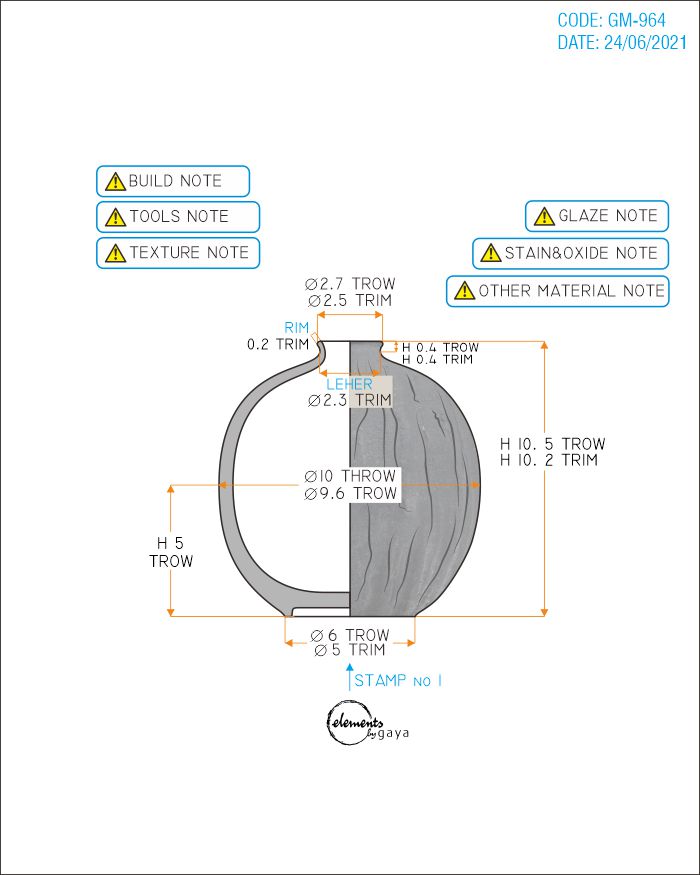 CODE: GM-964
DATE: 24/06/2021
BUILD NOTE
TOOLS NOTE
TEXTURE NOTE
GLAZE NOTE
STAIN&OXIDE NOTE
OTHER MATERIAL NOTE
Ø2.7 TROW
Ø2.5 TRIM
RIM
0.2 TRIM
H 0.4 TROW
H 0.4 TRIM
LEHER
Ø2.3 TRIM
H 10. 5 TROW
H 10. 2 TRIM
Ø10 THROW
Ø9.6 TROW
H 5
TROW
Ø6 TROW
Ø5 TRIM
STAMP NO 1
elements
by gaya